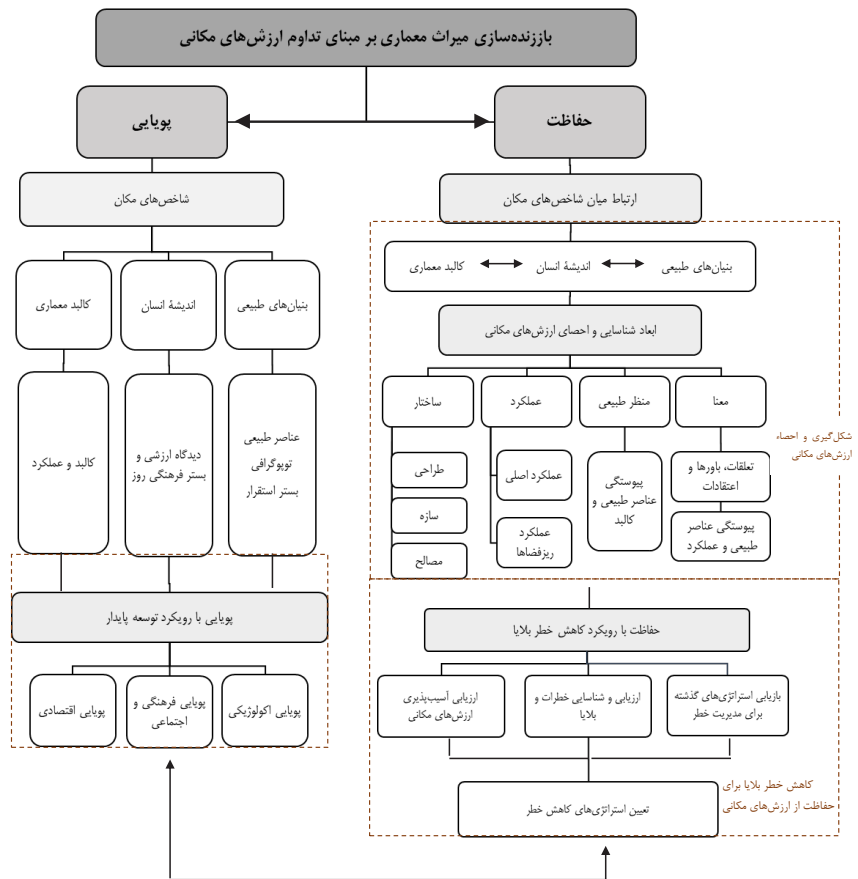 باززنده‌سازی میراث معماری بر مبنای تداوم ارزش‌های مکانی
حفاظت
پویایی
ارتباط میان شاخص‌های مکان
بنیان‌های طبیعی
اندیشهٔ انسان
کالبد معماری
ابعاد شناسایی و احصای ارزش‌های مکانی
معنا
منظر طبیعی
عملکرد
ساختار
تعلقات، باورها و
اعتقادات
پیوستگی عناصر
طبیعی و عملکرد
پیوستگی
عناصر طبیعی و
کالبد
عملکرد اصلی
عملکرد
ریزفضاها
طراحی
سازه
مصالح
شکل‌گیری و احصاء
ارزش‌های مکانی
حفاظت با رویکرد کاهش خطر بلایا
بازیابی استراتژی‌های گذشته
برای مدیریت خطر
ارزیابی و شناسایی خطرات و
بلایا
ارزیابی آسیب‌پذیری
ارزش‌های مکانی
تعیین استراتژی‌های کاهش خطر
کاهش خطر بلایا برای
حفاظت از ارزش‌های مکانی
شاخص‌های مکان
بنیان‌های طبیعی
اندیشهٔ انسان
کالبد معماری
عناصر طبیعی
توپوگرافی
بستر استقرار
دیدگاه ارزشی و
بستر فرهنگی روز
کالبد و عملکرد
پویایی با رویکرد توسعه پایدار
پویایی اکولوژیکی
پویایی فرهنگی و
اجتماعی
پویایی اقتصادی